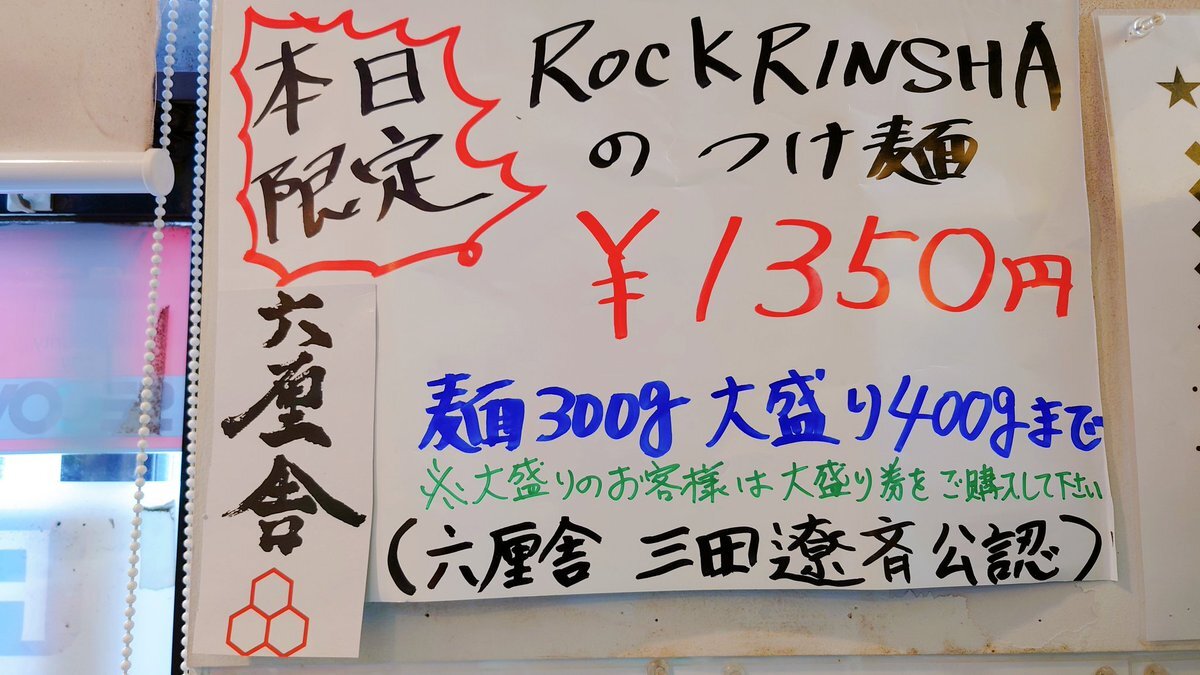 本日
限定
RockRINSHA
のつけ麺
¥1350円
六厘舎
麺300g 大盛り400gまで
※大盛りのお客様は大盛り券をご購入して下さい
(六厘舎 三田遼斉公認)